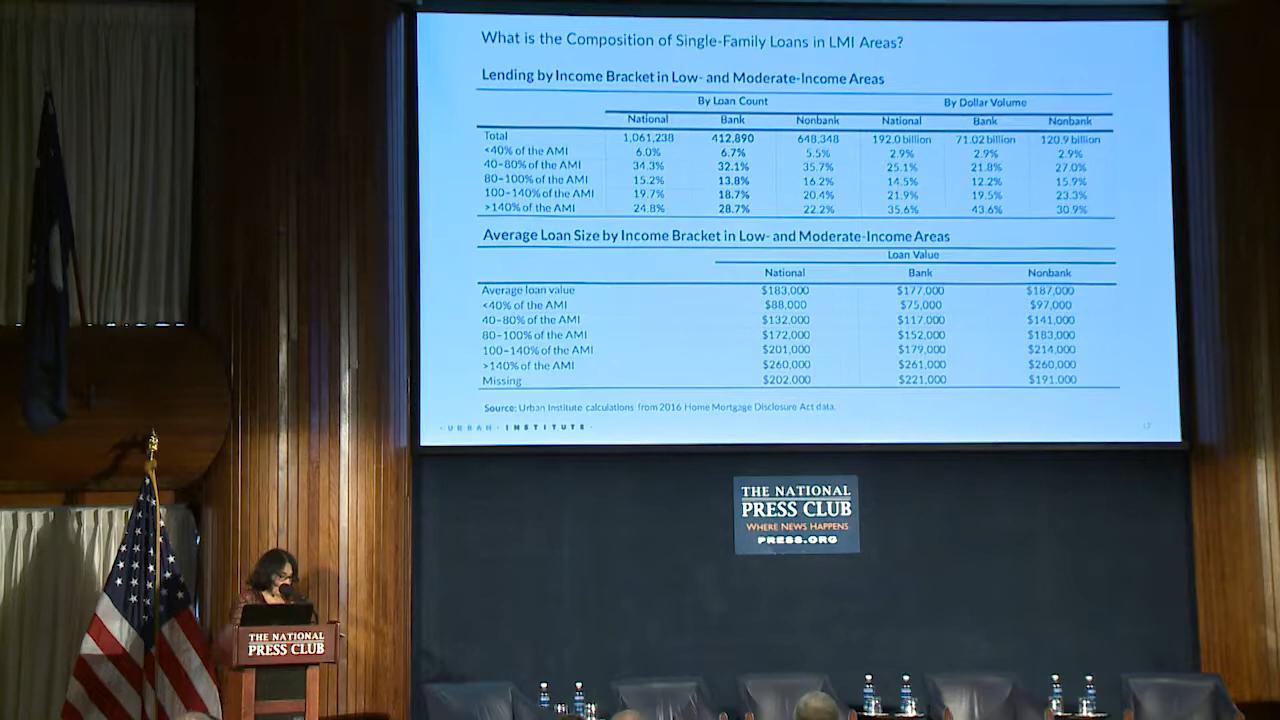 What is the Composition of Single-Family Loans in LMI Areas?
Lending by Income Bracket in Low- and Moderate-Income Areas
By Loan Count By Dollar Volume
National Bank Nonbank National Bank Nonbank
Total 1,061,238 412,890 648,348 192.0 billion 71.02 billion 120.9 billion
<40% of the AMI 6.0% 6.7% 5.5% 2.9% 2.9% 2.9%
40-80% of the AMI 34.3% 32.1% 35.7% 25.1% 21.8% 27.0%
80-100% of the AMI 15.2% 13.8% 16.2% 14.5% 12.2% 15.9%
100-140% of the AMI 19.7% 18.7% 20.4% 21.9% 19.5% 23.3%
>140% of the AMI 24.8% 28.7% 22.2% 35.6% 43.6% 30.9%
Average Loan Size by Income Bracket in Low- and Moderate-Income Areas
Loan Value
National Bank Nonbank
Average loan value $183,000 $177,000 $187,000
<40% of the AMI $88,000 $75,000 $97,000
40-80% of the AMI $132,000 $117,000 $141,000
80-100% of the AMI $172,000 $152,000 $183,000
100-140% of the AMI $201,000 $179,000 $214,000
>140% of the AMI $260,000 $261,000 $260,000
Missing $202,000 $221,000 $191,000
Source: Urban Institute calculations from 2016 Home Mortgage Disclosure Act data.
· URBAN · INSTITUTE ·
THE NATIONAL
PRESS CLUB
WHERE NEWS HAPPENS
PRESS.ORG
THE NATIONAL
PRESS CLUB